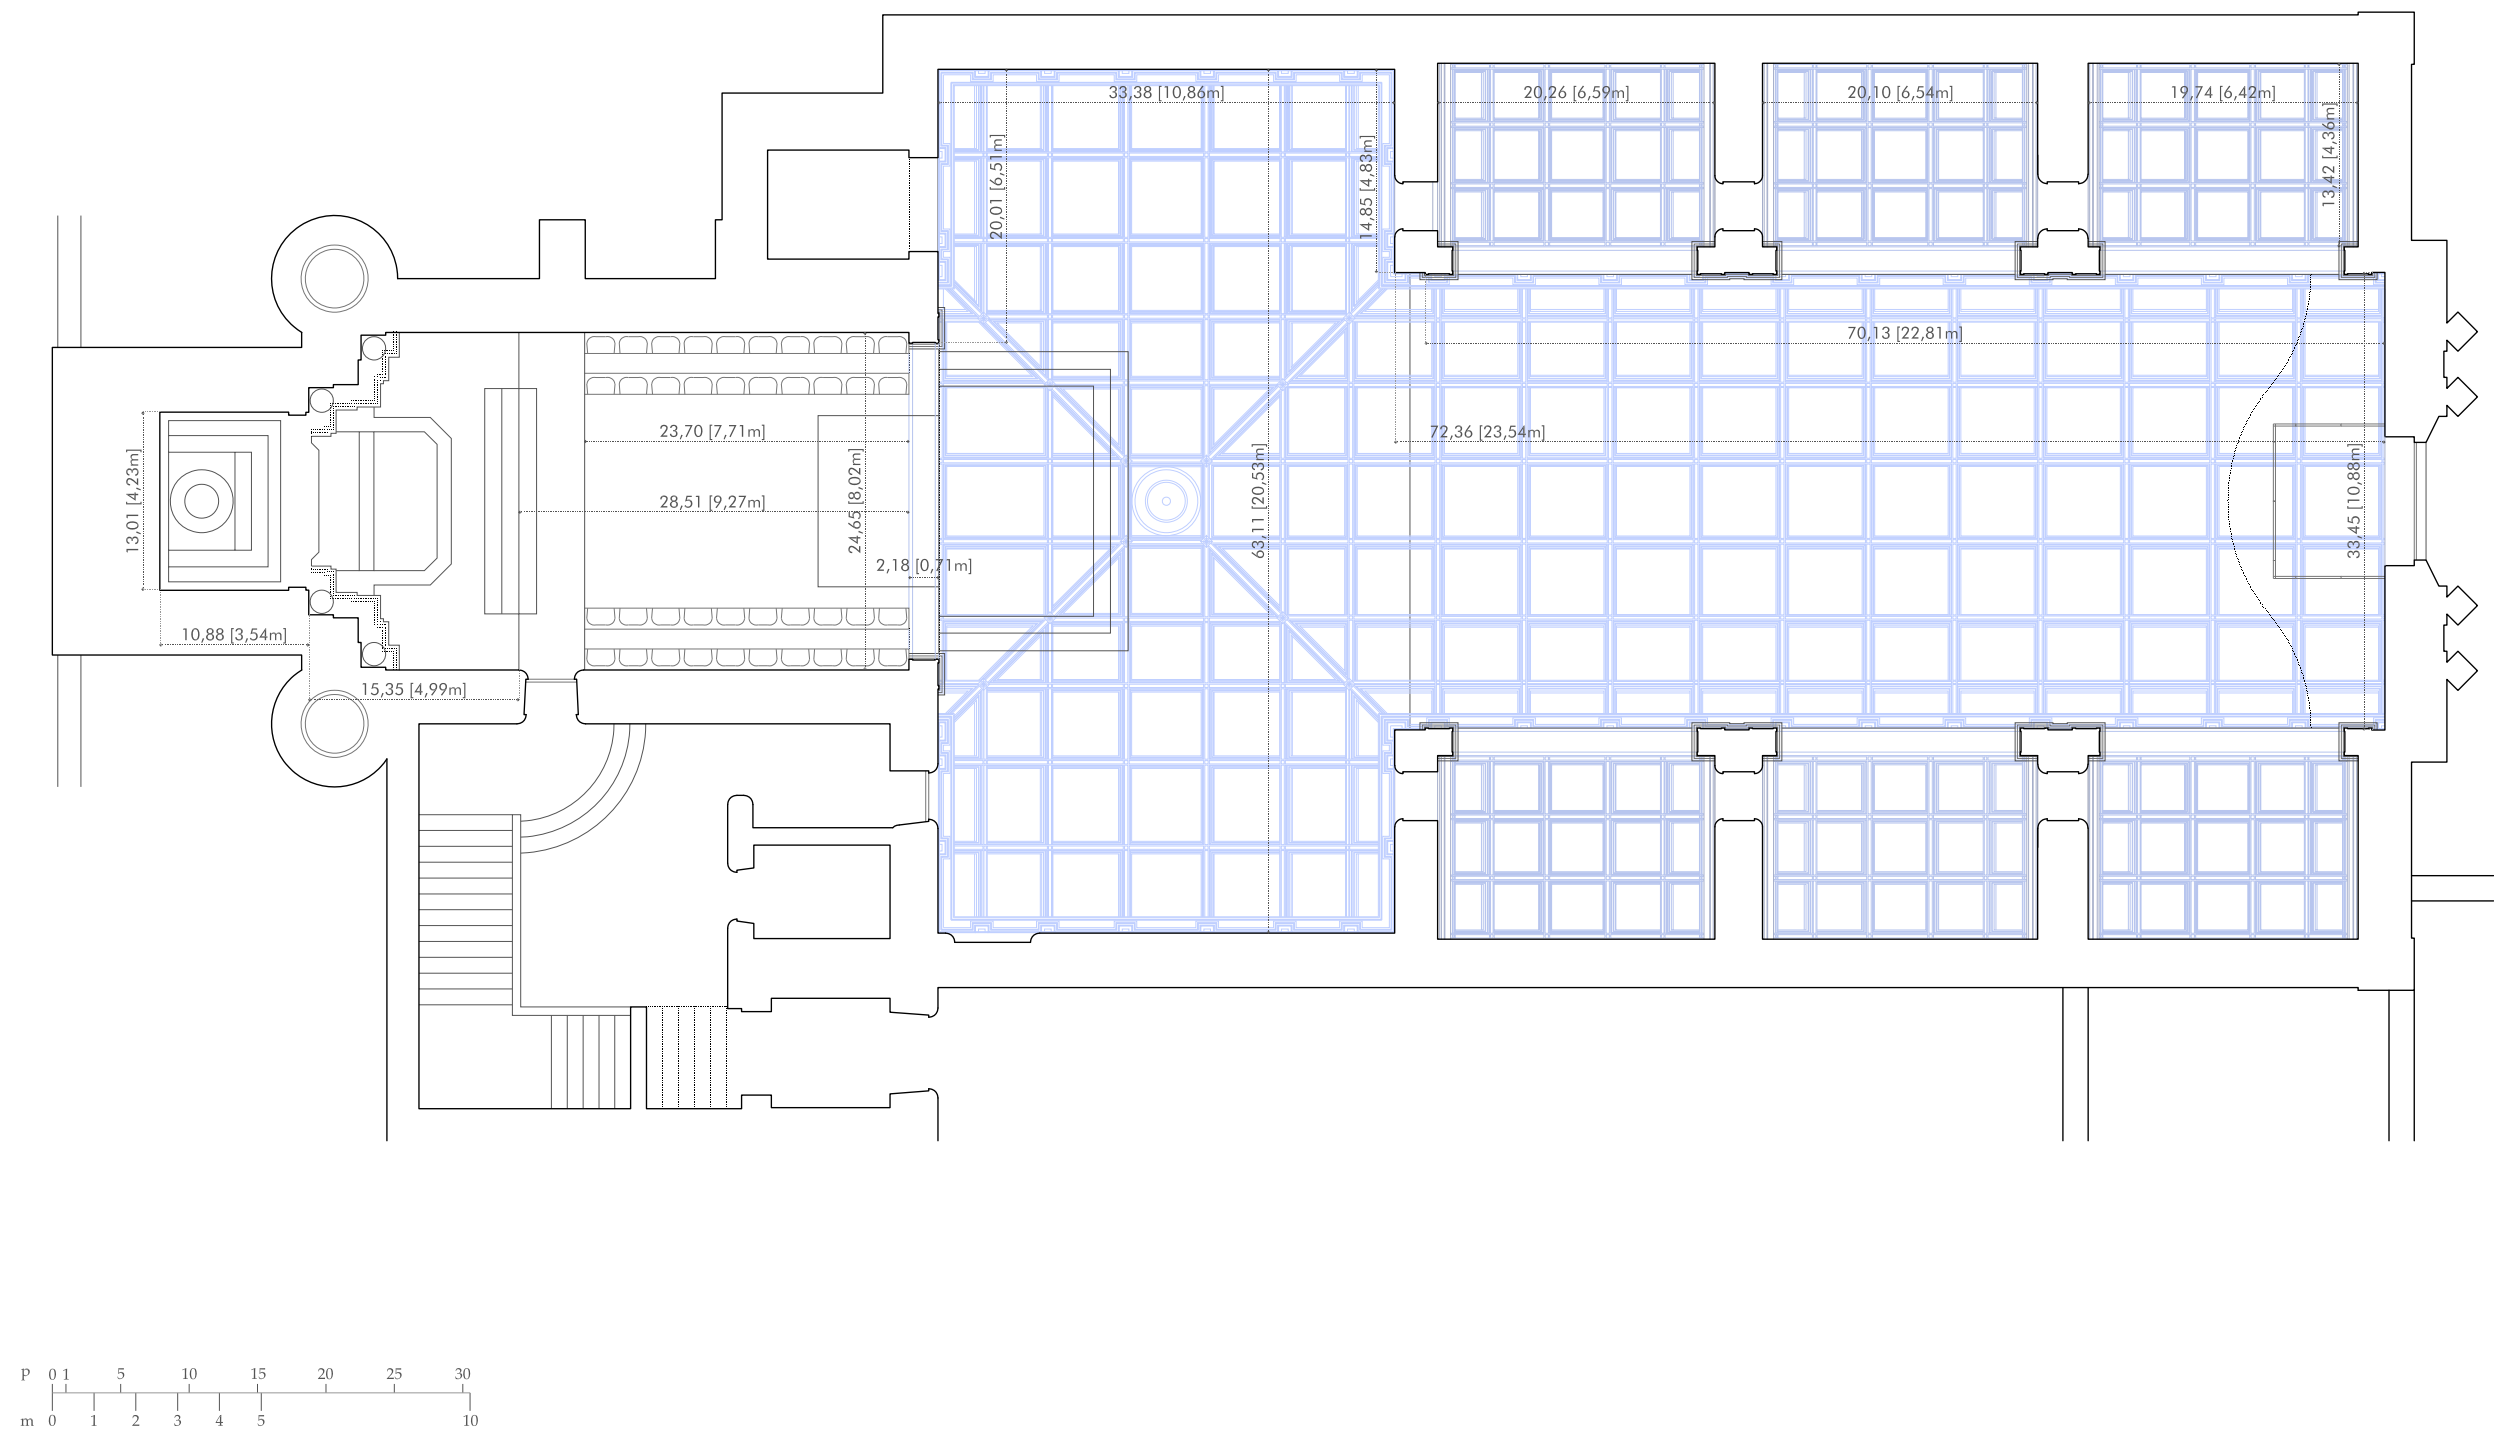 33,38 [10,86m]
20,26 [6,59m]
20,10 [6,54m]
19,74 [6,42m]
20,01 [6,51m]
14,85 [4,83m]
13,42 [4,36m]
70,13 [22,81m]
23,70 [7,71m]
72,36 [23,54m]
13,01 [4,23m]
28,51 [9,27m]
24,65 [8,02m]
63,11 [20,53m]
33,45 [10,88m]
2,18 [0,71m]
10,88 [3,54m]
15,35 [4,99m]
P 0 1 5 10 15 20 25 30
m 0 1 2 3 4 5 10